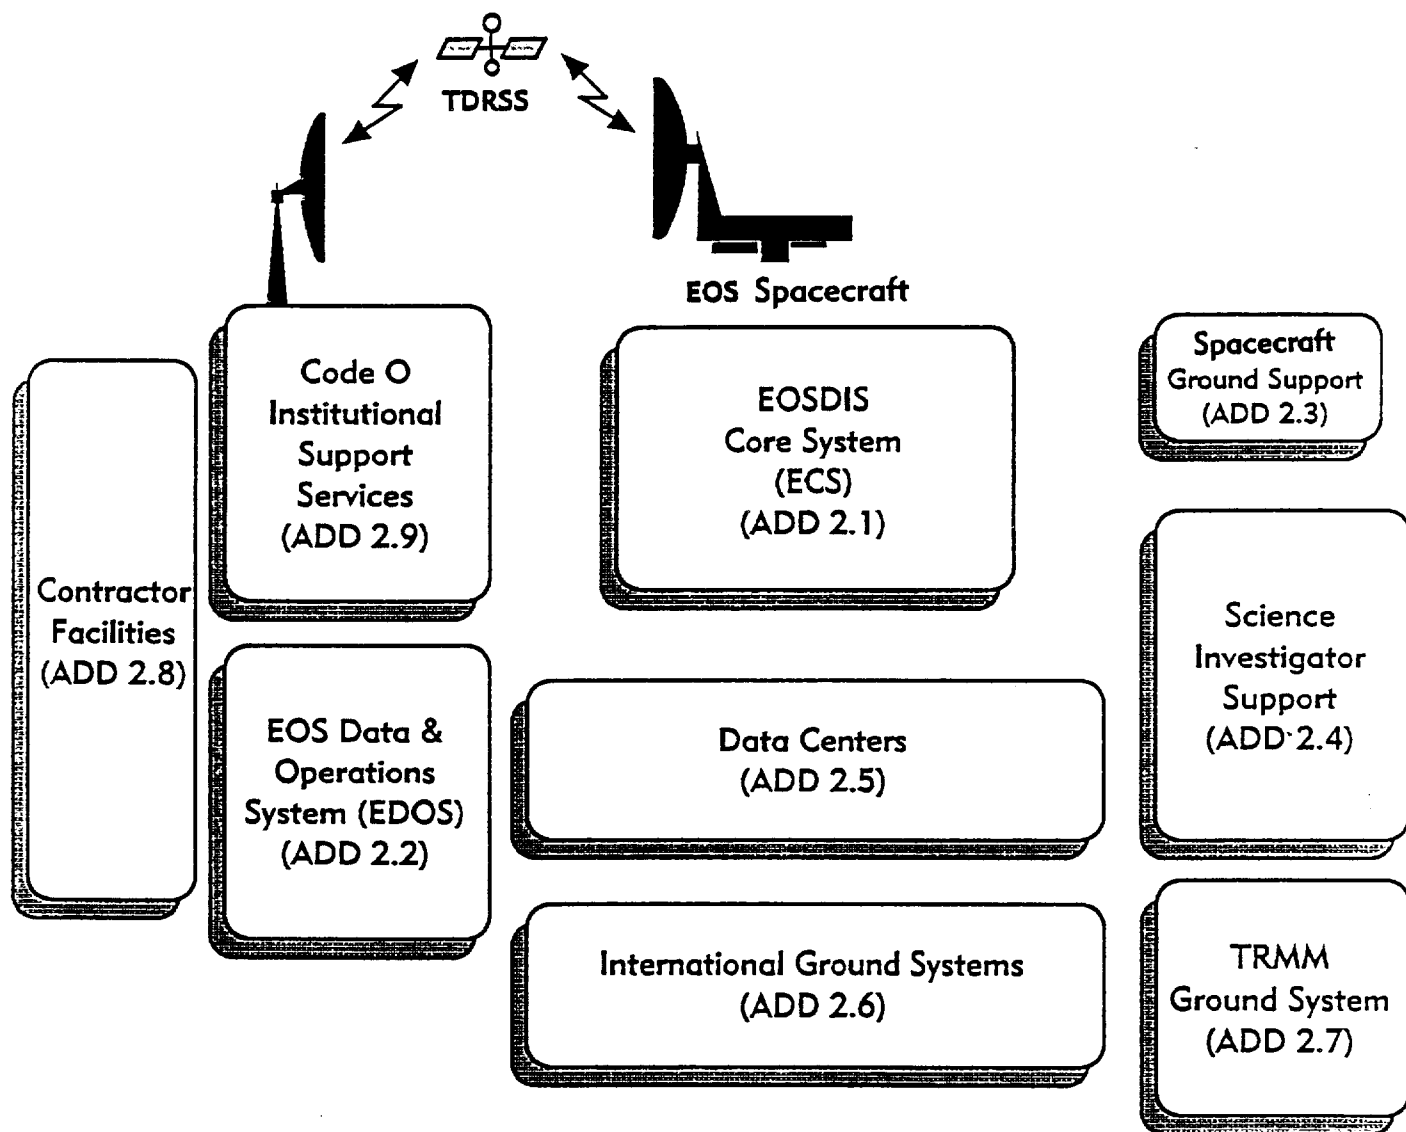 TDRSS
EOS Spacecraft
Code O
Institutional
Support
Services
(ADD 2.9)
EOSDIS
Core System
(ECS)
(ADD 2.1)
Spacecraft
Ground Support
(ADD 2.3)
Contractor
Facilities
(ADD 2.8)
EOS Data &
Operations
System (EDOS)
(ADD 2.2)
Data Centers
(ADD 2.5)
Science
Investigator
Support
(ADD 2.4)
International Ground Systems
(ADD 2.6)
TRMM
Ground System
(ADD 2.7)